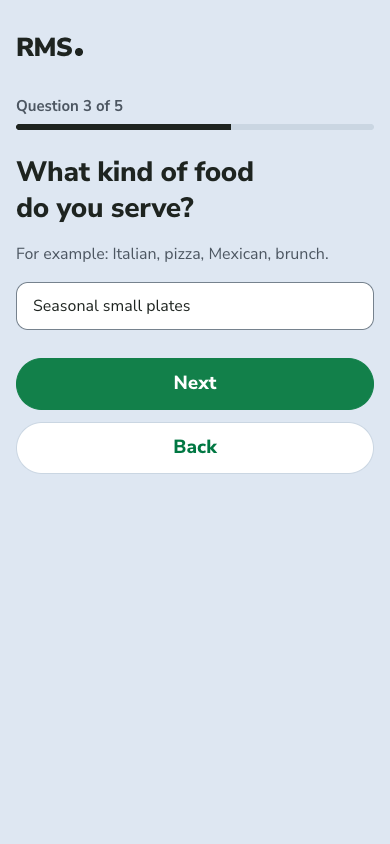 RMS.
Question 3 of 5
What kind of food
do you serve?
For example: Italian, pizza, Mexican, brunch.
Seasonal small plates
Next
Back